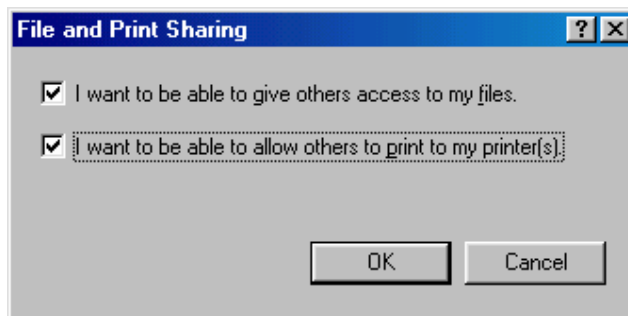 File and Print Sharing
I want to be able to give others access to my files.
I want to be able to allow others to print to my printer(s).
OK Cancel